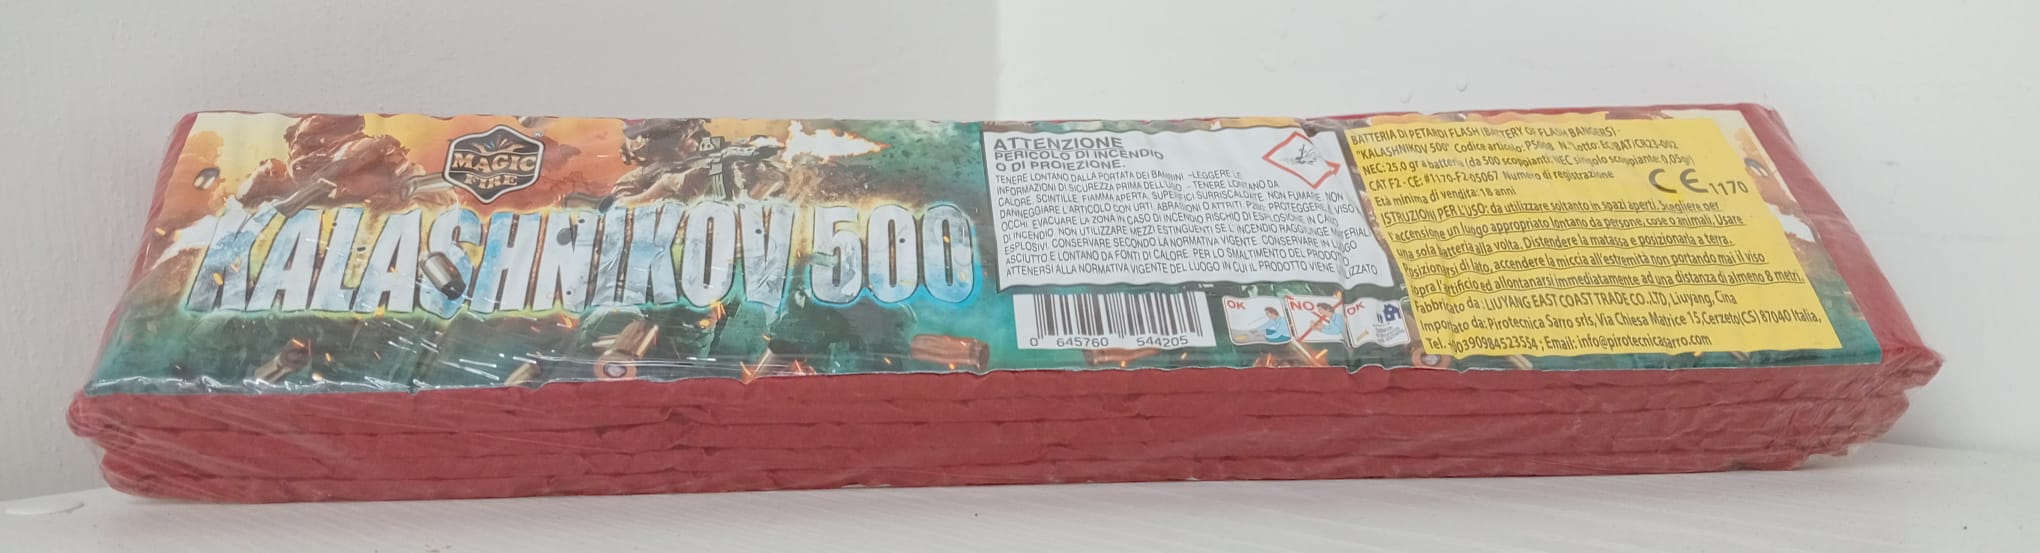 MAGIC
FIRE
®
KALASHNIKOV 500
ATTENZIONE
PERICOLO DI INCENDIO
O DI PROIEZIONE.
TENERE LONTANO DALLA PORTATA DEI BAMBINI -LEGGERE LE
INFORMAZIONI DI SICUREZZA PRIMA DELL'USO - TENERE LONTANO DA
CALORE, SCINTILLE, FIAMMA APERTA, SUPERFICI SURRISCALDATE, NON FUMARE. NON
DANNEGGIARE L'ARTICOLO CON URTI, ABRASIONI O ATTRITI. P280 PROTEGGERE IL VISO
OCCHI. EVACUARE LA ZONA IN CASO DI INCENDIO RISCHIO DI ESPLOSIONE IN CASO
DI INCENDIO. NON UTILIZZARE MEZZI ESTINGUENTI SE L'INCENDIO RAGGIUNGE MATERIALI
ESPLOSIVI. CONSERVARE SECONDO LA NORMATIVA VIGENTE. CONSERVARE IN LUOGO
ASCIUTTO E LONTANO DA FONTI DI CALORE. PER LO SMALTIMENTO DEL PRODOTTO
ATTENERSI ALLA NORMATIVA VIGENTE DEL LUOGO IN CUI IL PRODOTTO VIENE UTILIZZATO
0 645760 544205
OK
NO
OK
BATTERIA DI PETARDI FLASH (BATTERY OF FLASH BANGERS) -
"KALASHNIKOV 500" Codice articolo: N. Lotto: EC/BAT/CR23-002
NEC: 25,0 gr a batteria (da 500 scoppianti; NEC singolo scoppiante: 0,05gr)
CAT F2 - CE: #1170-F2-05067 Numero di registrazione
Età minima di vendita: 18 anni
CE 1170
ISTRUZIONI PER L'USO: da utilizzare soltanto in spazi aperti. Scegliere per
l'accensione un luogo appropriato lontano da persone, cose o animali. Usare
una sola batteria alla volta. Distendere la matassa e posizionarla a terra.
Posizionarsi di lato, accendere la miccia all'estremità non portando mai il viso
sopra l'artificio ed allontanarsi immediatamente ad una distanza di almeno 8 metri.
Fabbricato da: LIUYANG EAST COAST TRADE CO.,LTD, Liuyang, Cina
Importato da: Pirotecnica Sarro srls, Via Chiesa Matrice 15,Cerzeto(CS) 87040 Italia,
Tel. 00390984523554 ; Email: info@pirotecnicasarro.com